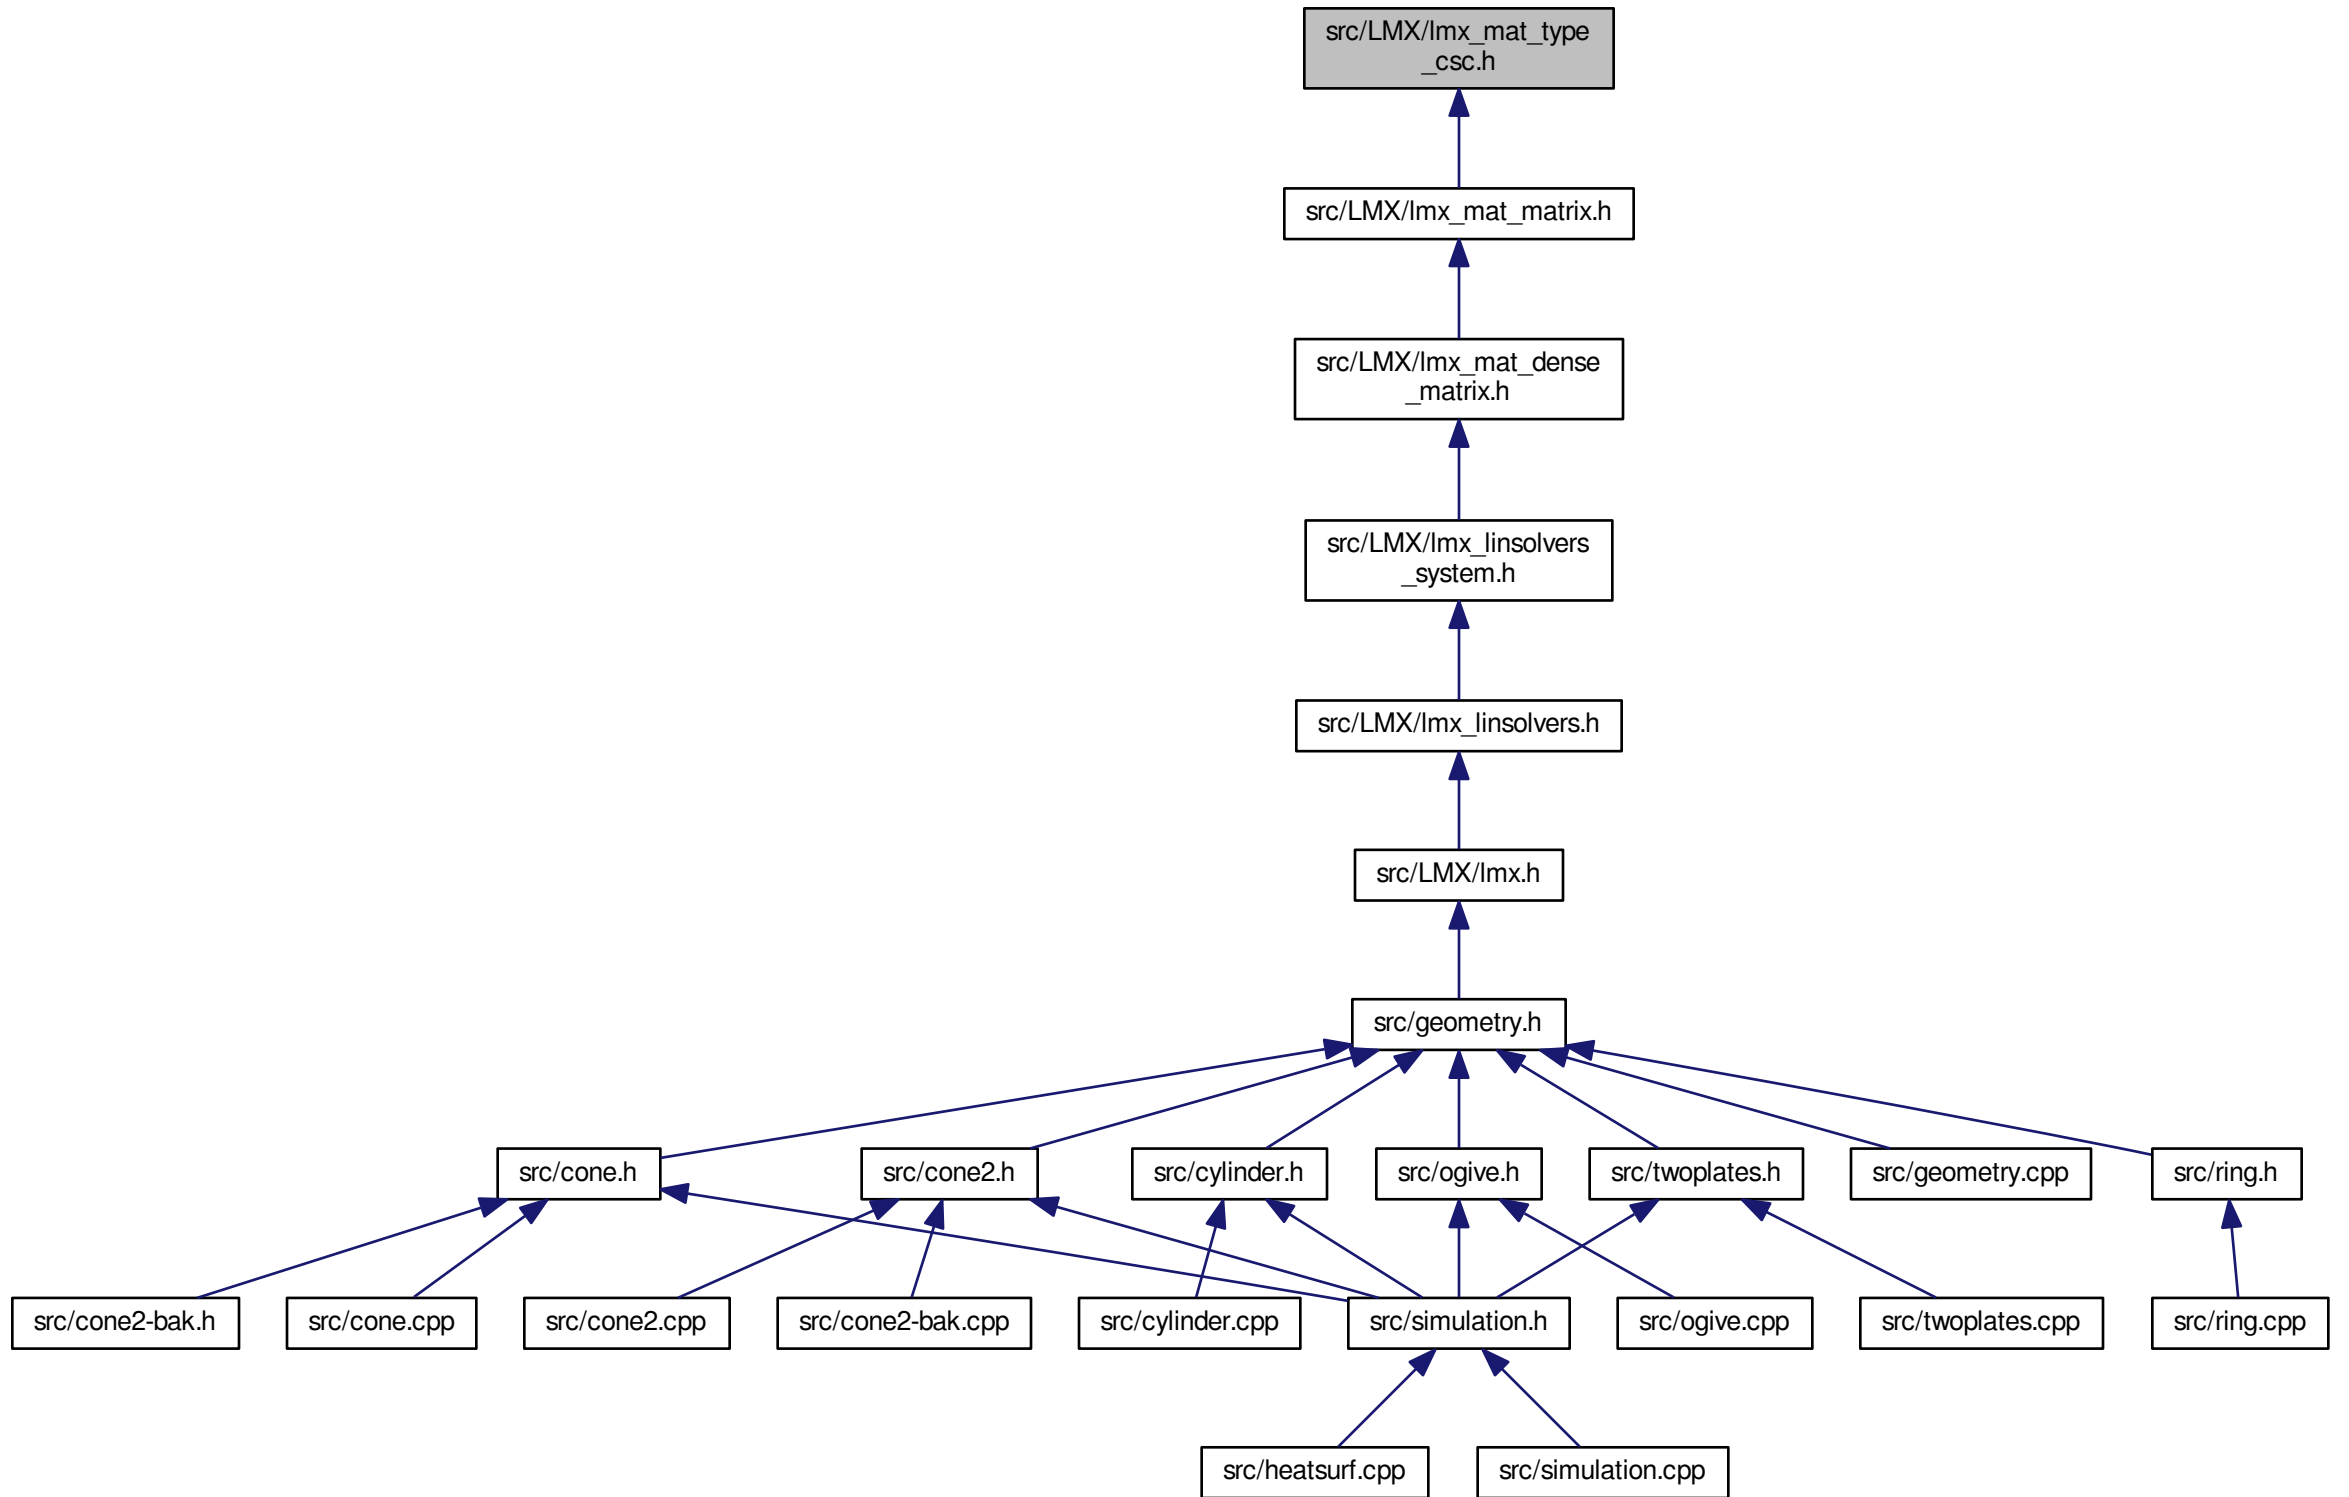 src/LMX/lmx_mat_type
_csc.h
src/LMX/lmx_mat_matrix.h
src/LMX/lmx_mat_dense
_matrix.h
src/LMX/lmx_linsolvers
_system.h
src/LMX/lmx_linsolvers.h
src/LMX/lmx.h
src/geometry.h
src/cone.h
src/cone2.h
src/cylinder.h
src/ogive.h
src/twoplates.h
src/geometry.cpp
src/ring.h
src/cone2-bak.h
src/cone.cpp
src/cone2.cpp
src/cone2-bak.cpp
src/cylinder.cpp
src/simulation.h
src/ogive.cpp
src/twoplates.cpp
src/ring.cpp
src/heatsurf.cpp
src/simulation.cpp